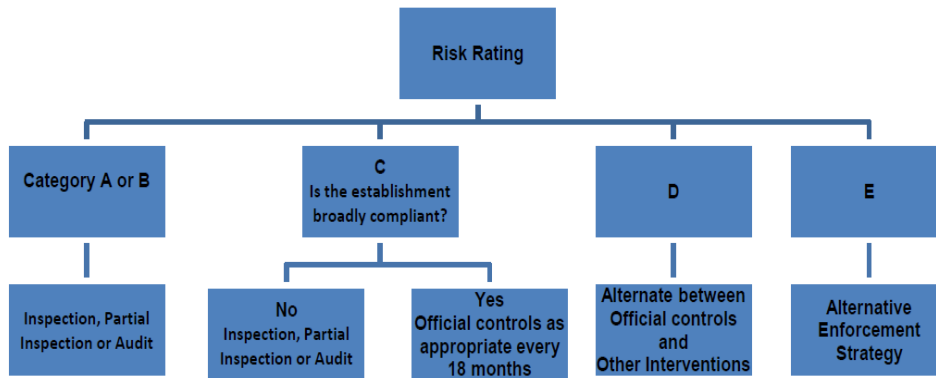 Risk Rating
Category A or B
C
Is the establishment
broadly compliant?
D
E
Inspection, Partial
Inspection or Audit
No
Inspection, Partial
Inspection or Audit
Yes
Official controls as
appropriate every
18 months
Alternate between
Official controls
and
Other Interventions
Alternative
Enforcement
Strategy